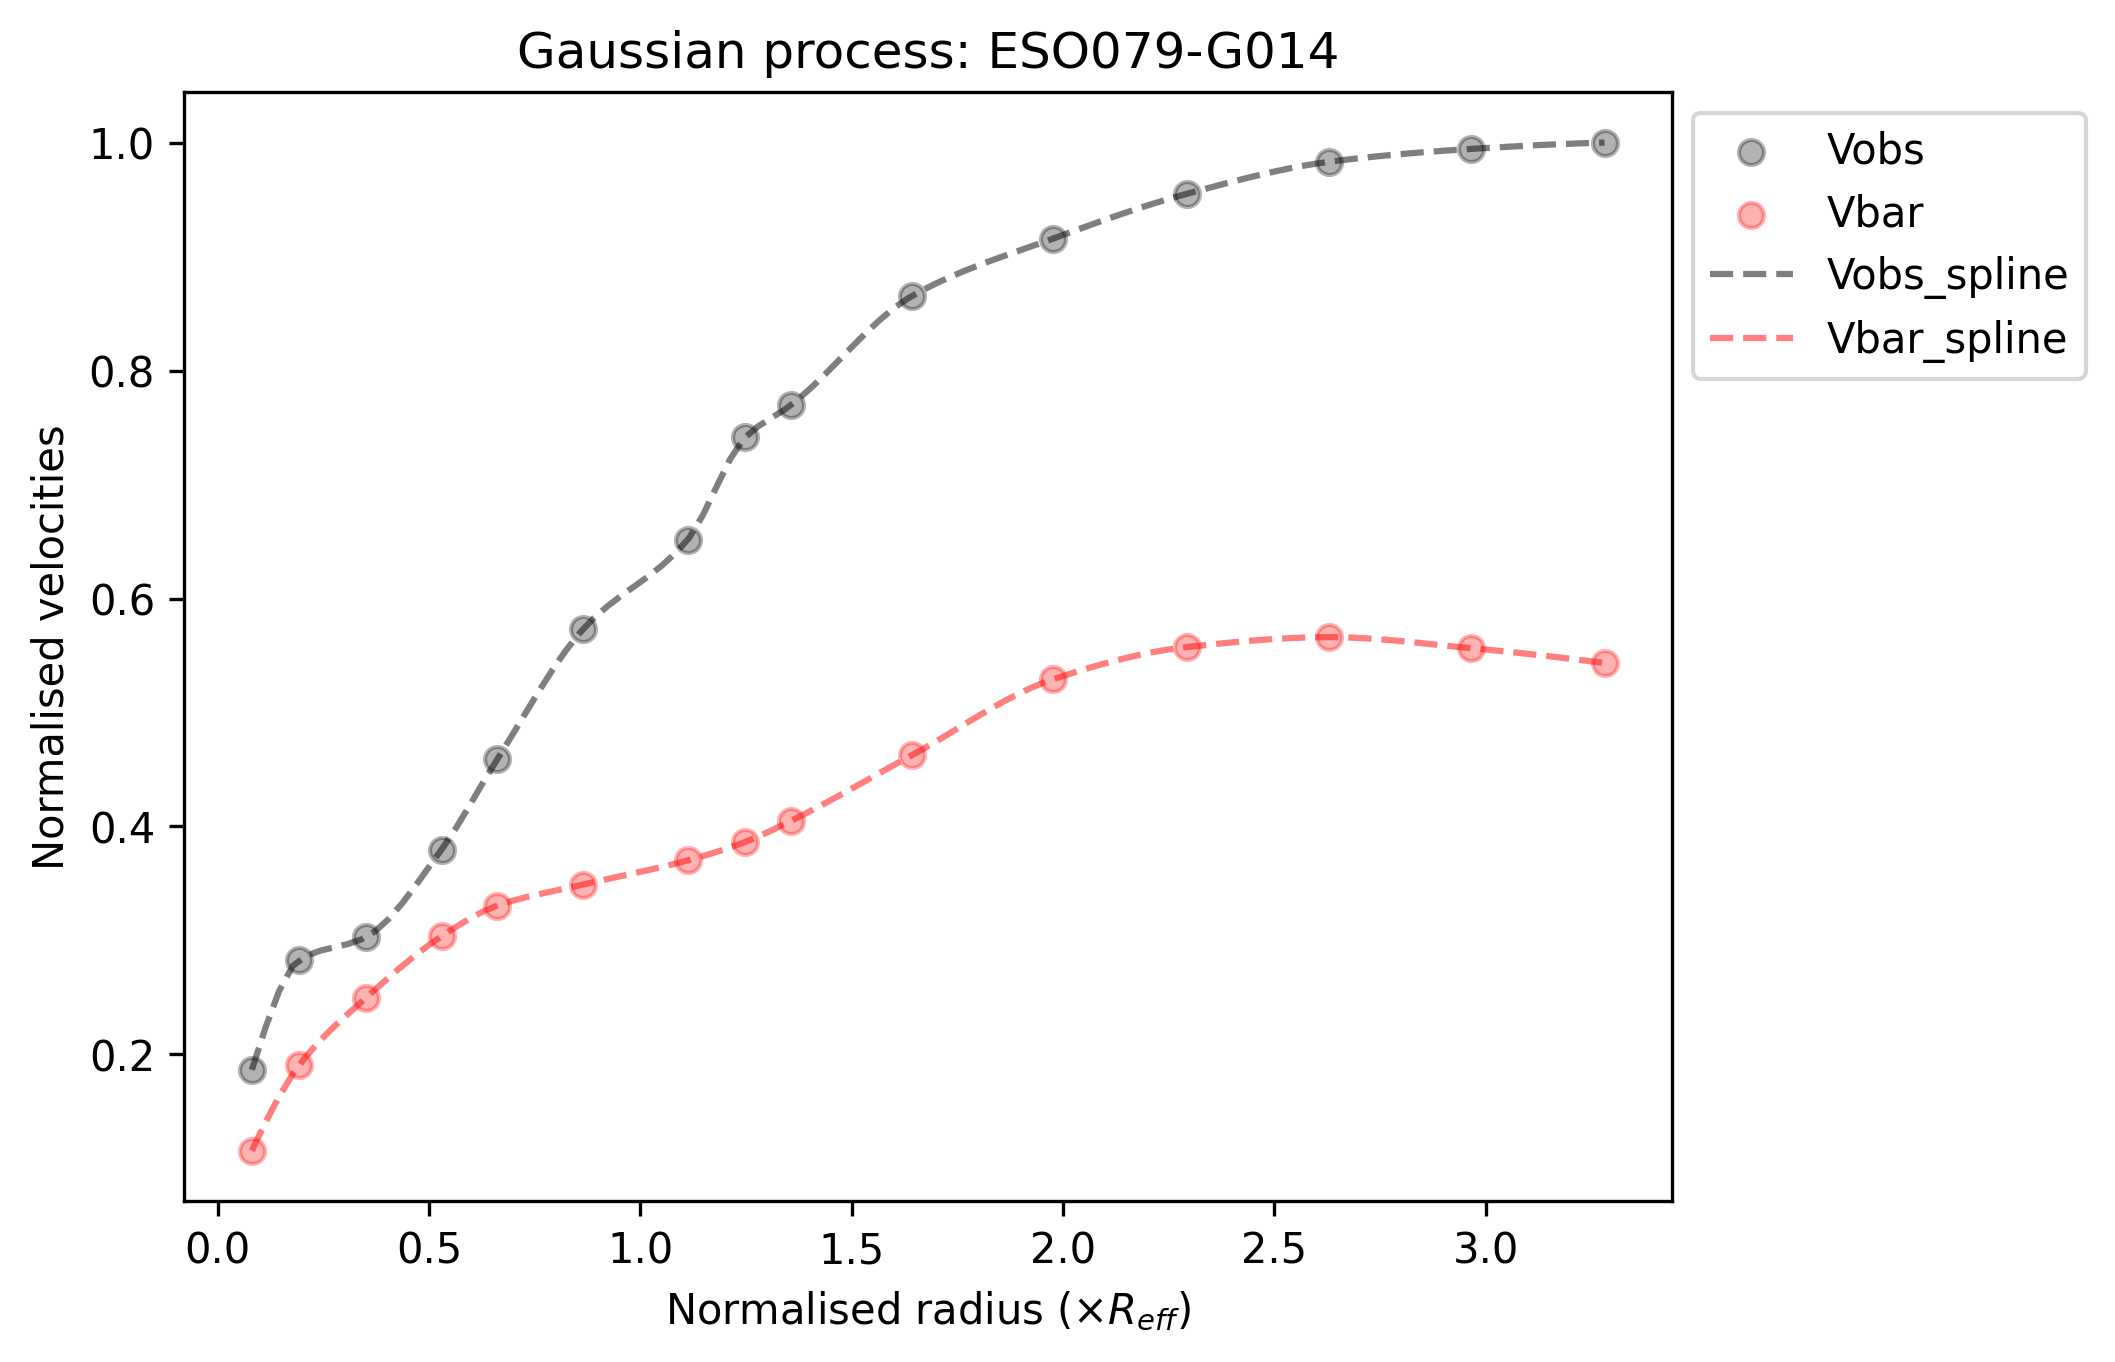 Gaussian process: ESO079-G014
1.0
0.8
0.6
0.4
0.2
Normalised velocities
0.0 0.5 1.0 1.5 2.0 2.5 3.0
Normalised radius (×R_eff)
Vobs
Vbar
Vobs_spline
Vbar_spline